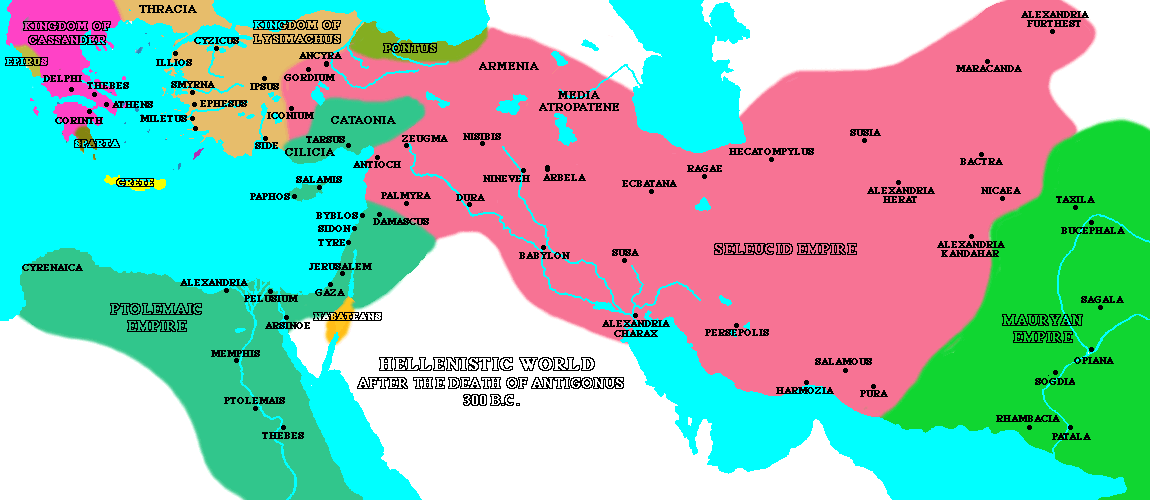 THRACIA
KINGDOM OF
CASSANDER
KINGDOM OF
LYSIMACHUS
CYZICUS
PONTUS
ALEXANDRIA
FURTHEST
EPIRUS
ILLIOS
ANCYRA
ARMENIA
MARACANDA
DELPHI
THEBES
GORDIUM
SMYRNA
IPSUS
MEDIA
ATROPATENE
ATHENS
EPHESUS
CORINTH
MILETUS
ICONIUM
CATAONIA
SPARTA
SIDE
TARSUS
CILICIA
ZEUGMA
NISIBIS
SUSIA
HECATOMPYLUS
ANTIOCH
BACTRA
CRETE
SALAMIS
NINEVEH
ARBELA
RAGAE
ECBATANA
ALEXANDRIA
HERAT
NICAEA
PAPHOS
PALMYRA
DURA
TAXILA
BYBLOS
DAMASCUS
SIDON
BUCEPHALA
TYRE
BABYLON
SUSA
SELEUCID EMPIRE
ALEXANDRIA
KANDAHAR
CYRENAICA
JERUSALEM
ALEXANDRIA
PELUSIUM
GAZA
SAGALA
PTOLEMAIC
EMPIRE
ARSINOE
NABATEANS
ALEXANDRIA
CHARAX
PERSEPOLIS
MAURYAN
EMPIRE
MEMPHIS
HELLENISTIC WORLD
AFTER THE DEATH OF ANTIGONUS
300 B.C.
SALAMOUS
OPIANA
HARMOZIA
PURA
SOGDIA
PTOLEMAIS
THEBES
RHAMBACIA
PATALA